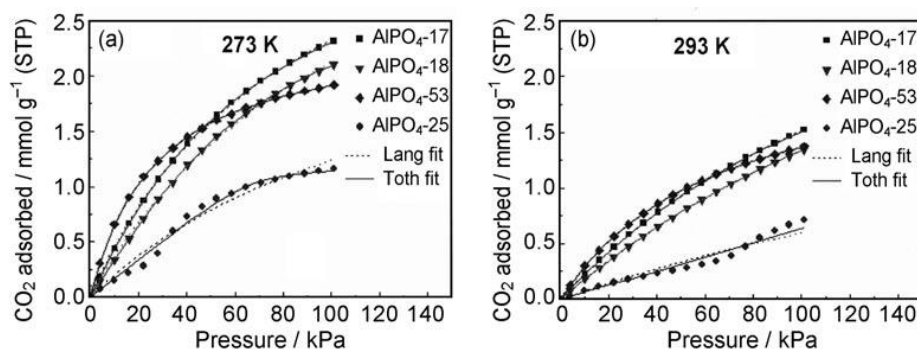 (a) 273 K
2.5
2.0
1.5
1.0
0.5
0.0
0 20 40 60 80 100 140
CO₂ adsorbed / mmol g⁻¹ (STP)
Pressure / kPa
AlPO₄-17
AlPO₄-18
AlPO₄-53
AlPO₄-25
Lang fit
Toth fit
(b) 293 K
2.5
2.0
1.5
1.0
0.5
0.0
0 20 40 60 80 100 140
CO₂ adsorbed / mmol g⁻¹ (STP)
Pressure / kPa
AlPO₄-17
AlPO₄-18
AlPO₄-53
AlPO₄-25
Lang fit
Toth fit